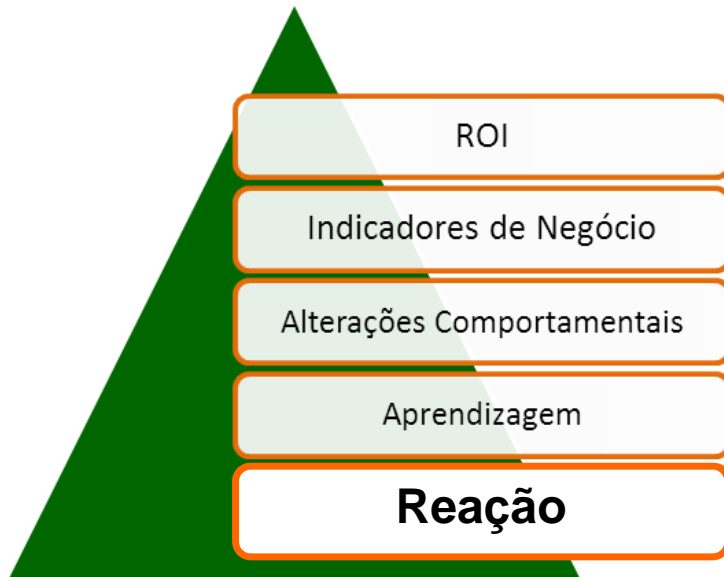 ROI
Indicadores de Negócio
Alterações Comportamentais
Aprendizagem
Reação